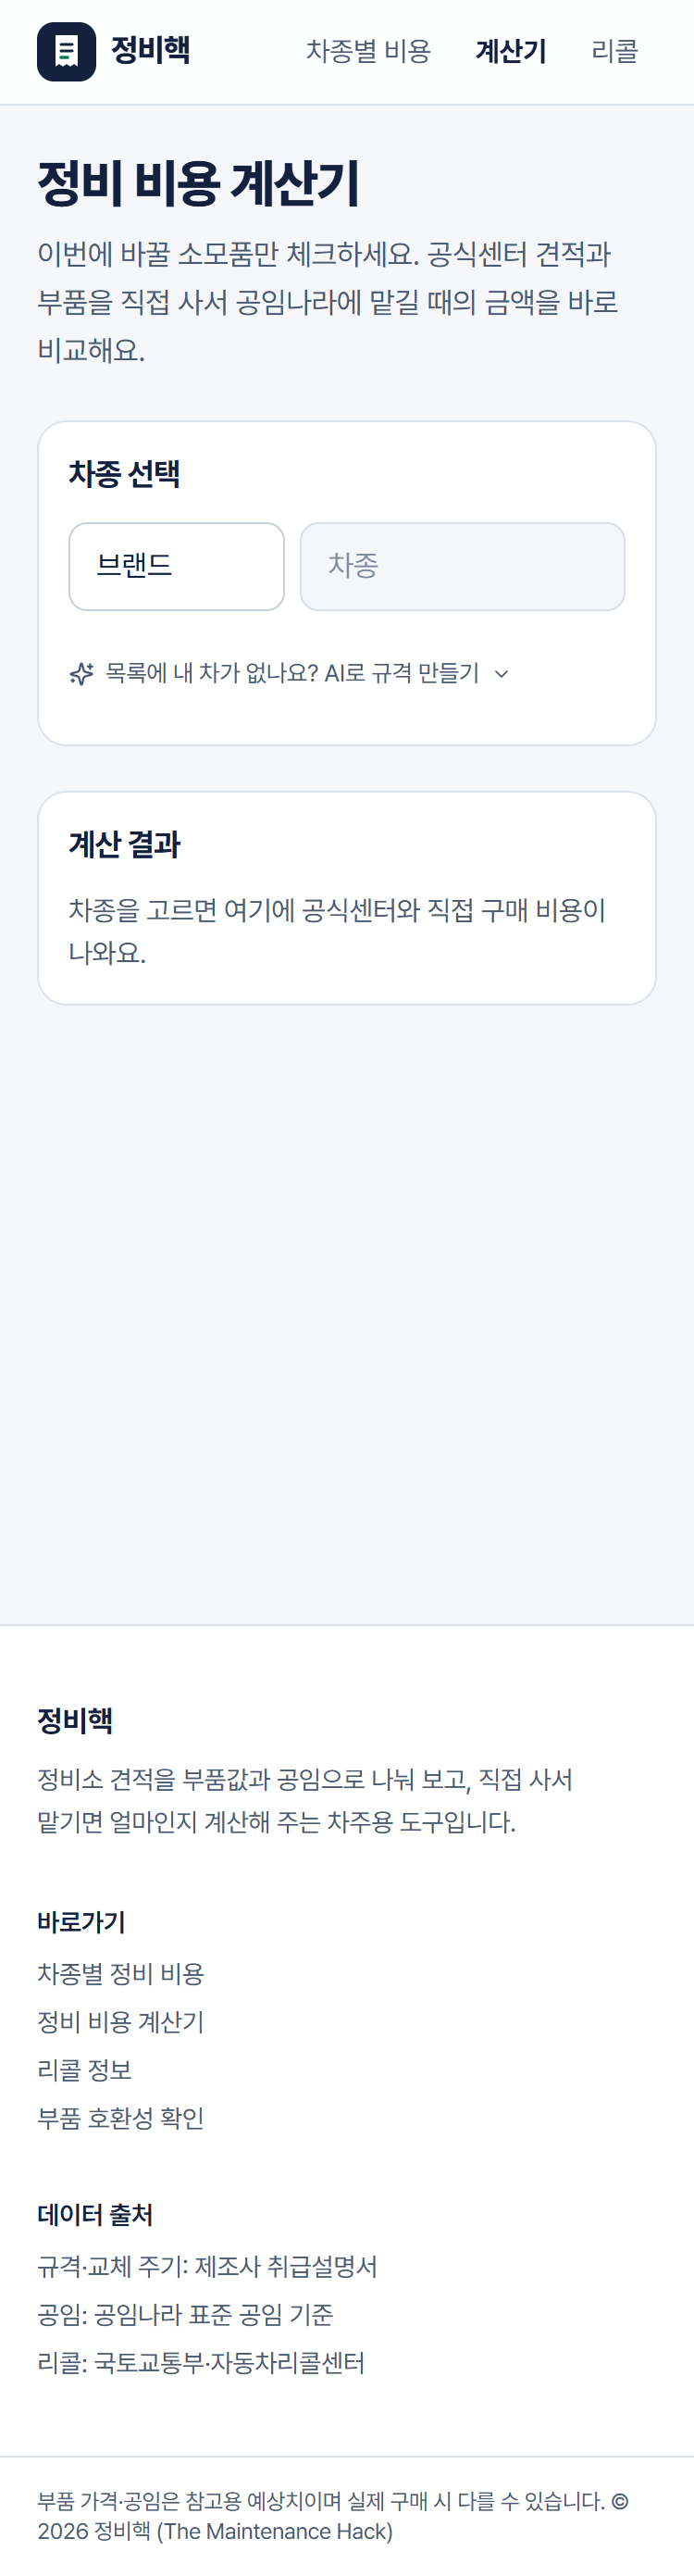 정비핵
차종별 비용 계산기 리콜
정비 비용 계산기
이번에 바꿀 소모품만 체크하세요. 공식센터 견적과
부품을 직접 사서 공임나라에 맡길 때의 금액을 바로
비교해요.
차종 선택
브랜드 차종
목록에 내 차가 없나요? AI로 규격 만들기
계산 결과
차종을 고르면 여기에 공식센터와 직접 구매 비용이
나와요.
정비핵
정비소 견적을 부품값과 공임으로 나눠 보고, 직접 사서
맡기면 얼마인지 계산해 주는 차주용 도구입니다.
바로가기
차종별 정비 비용
정비 비용 계산기
리콜 정보
부품 호환성 확인
데이터 출처
규격·교체 주기: 제조사 취급설명서
공임: 공임나라 표준 공임 기준
리콜: 국토교통부·자동차리콜센터
부품 가격·공임은 참고용 예상치이며 실제 구매 시 다를 수 있습니다. ©
2026 정비핵 (The Maintenance Hack)